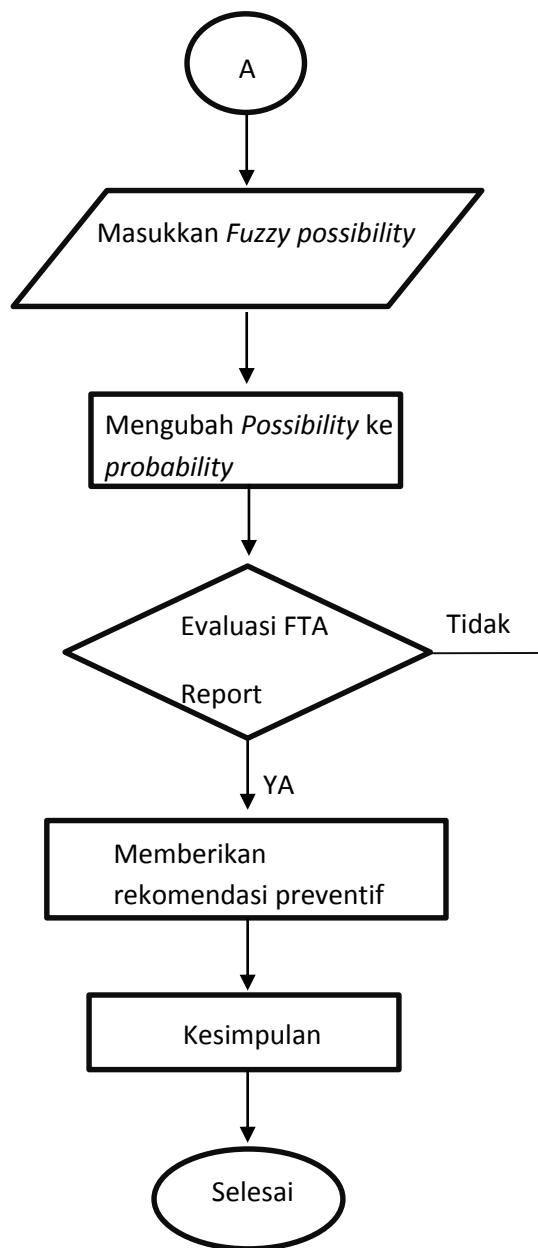 A
Masukkan Fuzzy possibility
Mengubah Possibility ke
probability
Evaluasi FTA
Report
Tidak
YA
Memberikan
rekomendasi preventif
Kesimpulan
Selesai